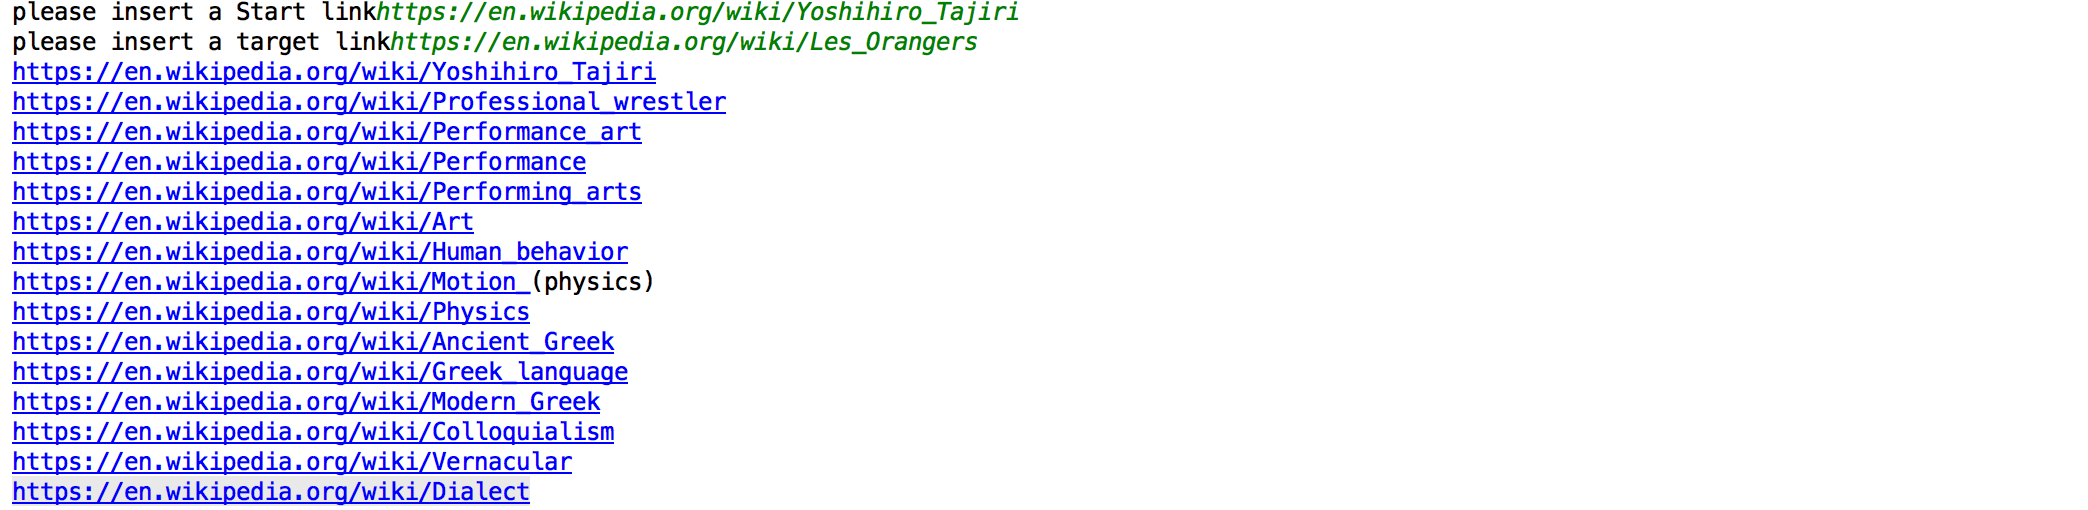 please insert a Start linkhttps://en.wikipedia.org/wiki/Yoshihiro_Tajiri
please insert a target linkhttps://en.wikipedia.org/wiki/Les_Orangers
https://en.wikipedia.org/wiki/Yoshihiro_Tajiri
https://en.wikipedia.org/wiki/Professional_wrestler
https://en.wikipedia.org/wiki/Performance_art
https://en.wikipedia.org/wiki/Performance
https://en.wikipedia.org/wiki/Performing_arts
https://en.wikipedia.org/wiki/Art
https://en.wikipedia.org/wiki/Human_behavior
https://en.wikipedia.org/wiki/Motion_(physics)
https://en.wikipedia.org/wiki/Physics
https://en.wikipedia.org/wiki/Ancient_Greek
https://en.wikipedia.org/wiki/Greek_language
https://en.wikipedia.org/wiki/Modern_Greek
https://en.wikipedia.org/wiki/Colloquialism
https://en.wikipedia.org/wiki/Vernacular
https://en.wikipedia.org/wiki/Dialect